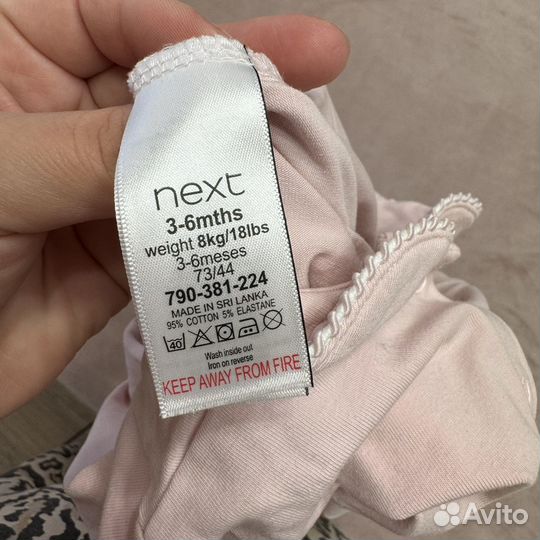 next
3-6mths
weight 8kg/18lbs
3-6meses
73/44
790-381-224
MADE IN SRI LANKA
95% COTTON 5% ELASTANE
40
Wash inside out
Iron on reverse
KEEP AWAY FROM FIRE
Avito